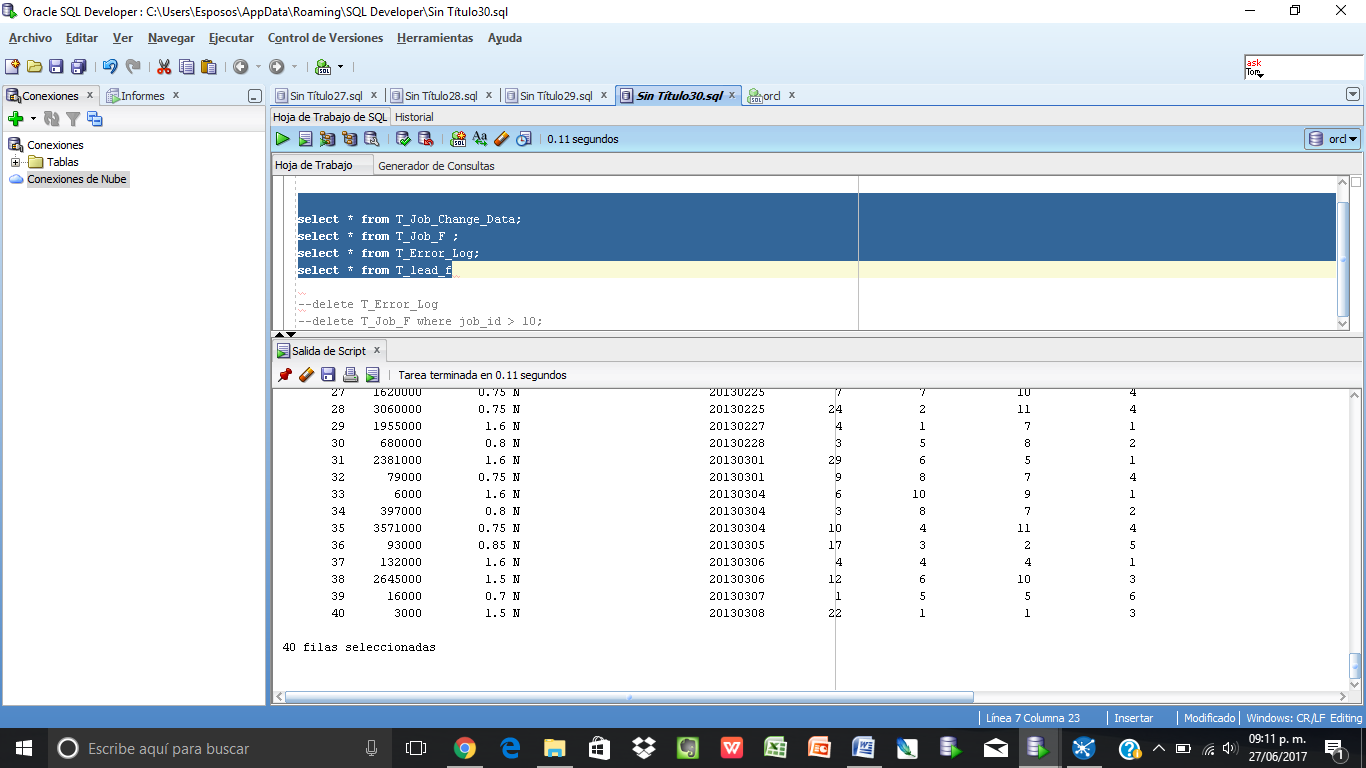 Oracle SQL Developer : C:\Users\Esposos\AppData\Roaming\SQL Developer\Sin Título30.sql
Archivo Editar Ver Navegar Ejecutar Control de Versiones Herramientas Ayuda
ask
Tom
Conexiones x Informes x
Sin Título27.sql x Sin Título28.sql x Sin Título29.sql x Sin Título30.sql x orcl x
Hoja de Trabajo de SQL Historial
0.11 segundos
orcl
Hoja de Trabajo Generador de Consultas
Conexiones
Tablas
Conexiones de Nube
select * from T_Job_Change_Data;
select * from T_Job_F ;
select * from T_Error_Log;
select * from T_lead_f
--delete T_Error_Log
--delete T_Job_F where job_id > 10;
Salida de Script x
Tarea terminada en 0.11 segundos
27 1620000 0.75 N 20130225 7 7 10 4
28 3060000 0.75 N 20130225 24 2 11 4
29 1955000 1.6 N 20130227 4 1 7 1
30 680000 0.8 N 20130228 3 5 8 2
31 2381000 1.6 N 20130301 29 6 5 1
32 79000 0.75 N 20130301 9 8 7 4
33 6000 1.6 N 20130304 6 10 9 1
34 397000 0.8 N 20130304 3 8 7 2
35 3571000 0.75 N 20130304 10 4 11 4
36 93000 0.85 N 20130305 17 3 2 5
37 132000 1.6 N 20130306 4 4 4 1
38 2645000 1.5 N 20130306 12 6 10 3
39 16000 0.7 N 20130307 1 5 5 6
40 3000 1.5 N 20130308 22 1 1 3
40 filas seleccionadas
Línea 7 Columna 23 Insertar Modificado Windows: CR/LF Editing
Escribe aquí para buscar
09:11 p. m.
27/06/2017
1